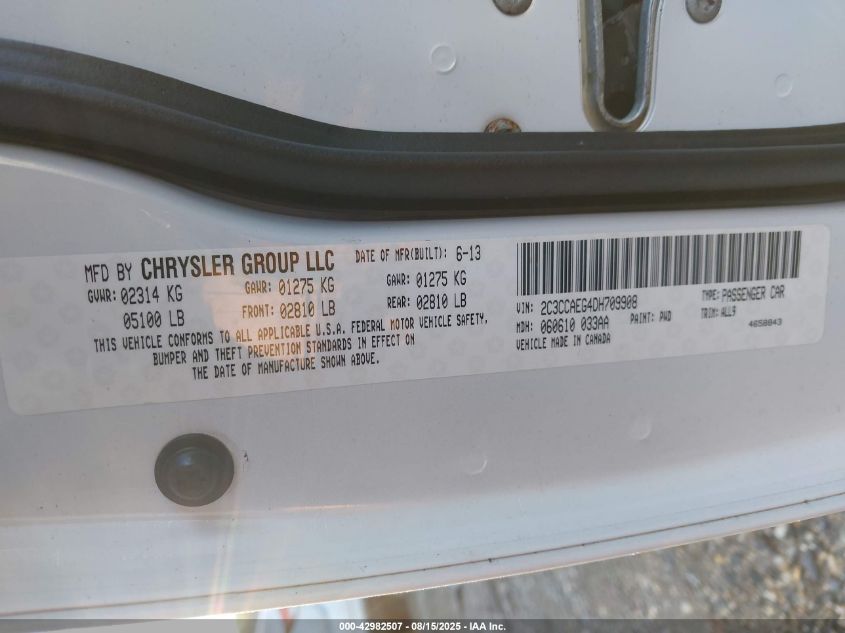 MFD BY CHRYSLER GROUP LLC DATE OF MFR(BUILT): 6-13
GVWR: 02314 KG GAWR: 01275 KG GAWR: 01275 KG
05100 LB FRONT: 02810 LB REAR: 02810 LB
THIS VEHICLE CONFORMS TO ALL APPLICABLE U.S.A. FEDERAL MOTOR VEHICLE SAFETY,
BUMPER AND THEFT PREVENTION STANDARDS IN EFFECT ON
THE DATE OF MANUFACTURE SHOWN ABOVE.
VIN: 2C3CCAEG4DH709908 TYPE: PASSENGER CAR
MDH: 060610 033AA PAINT: PWD TRIM: ALL9
VEHICLE MADE IN CANADA 4658843
000-42982507 - 08/15/2025 - IAA Inc.